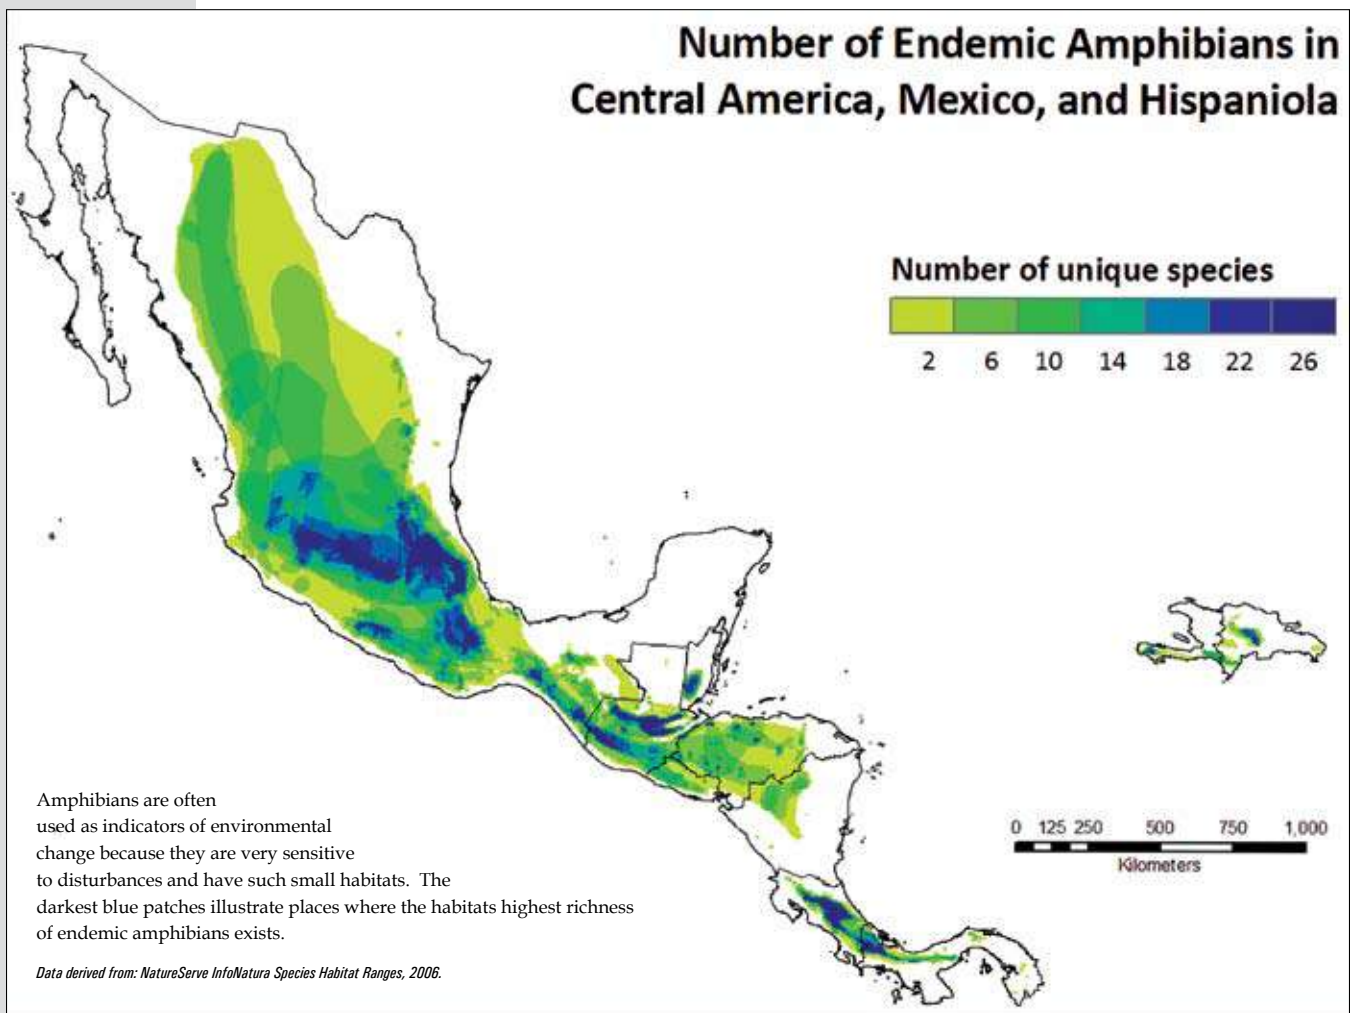 Number of Endemic Amphibians in
Central America, Mexico, and Hispaniola
Number of unique species
2 6 10 14 18 22 26
0 125 250 500 750 1,000
Kilometers
Amphibians are often
used as indicators of environmental
change because they are very sensitive
to disturbances and have such small habitats. The
darkest blue patches illustrate places where the habitats highest richness
of endemic amphibians exists.
Data derived from: NatureServe InfoNatura Species Habitat Ranges, 2006.